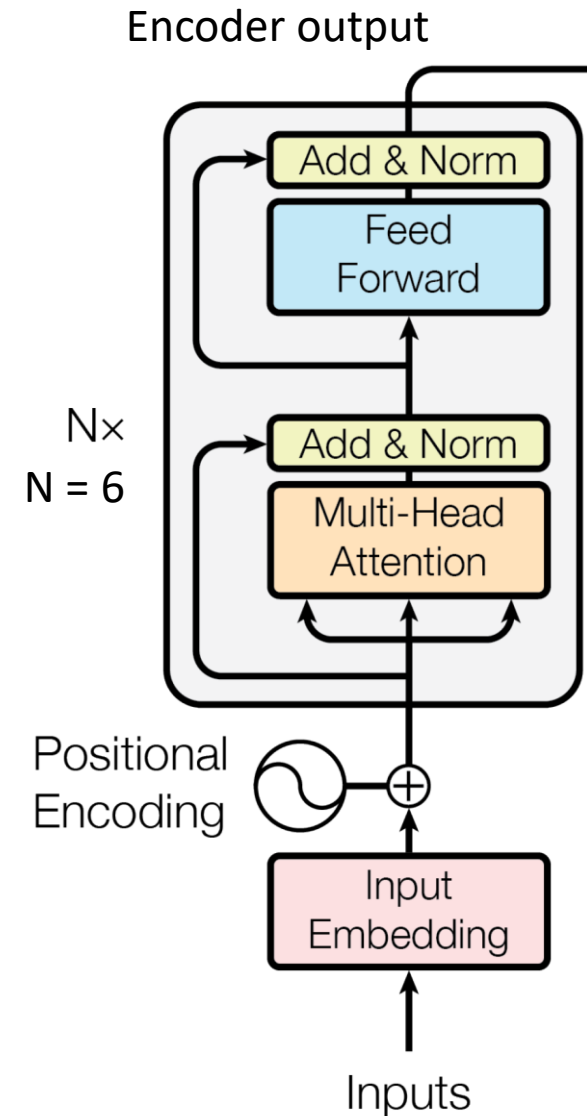 Encoder output
Add & Norm
Feed
Forward
N×
N = 6
Add & Norm
Multi-Head
Attention
Positional
Encoding
Input
Embedding
Inputs